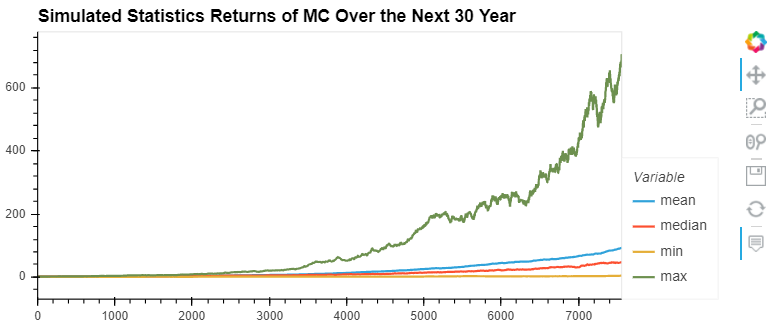 Simulated Statistics Returns of MC Over the Next 30 Year
600
400
200
0
0 1000 2000 3000 4000 5000 6000 7000
Variable
mean
median
min
max